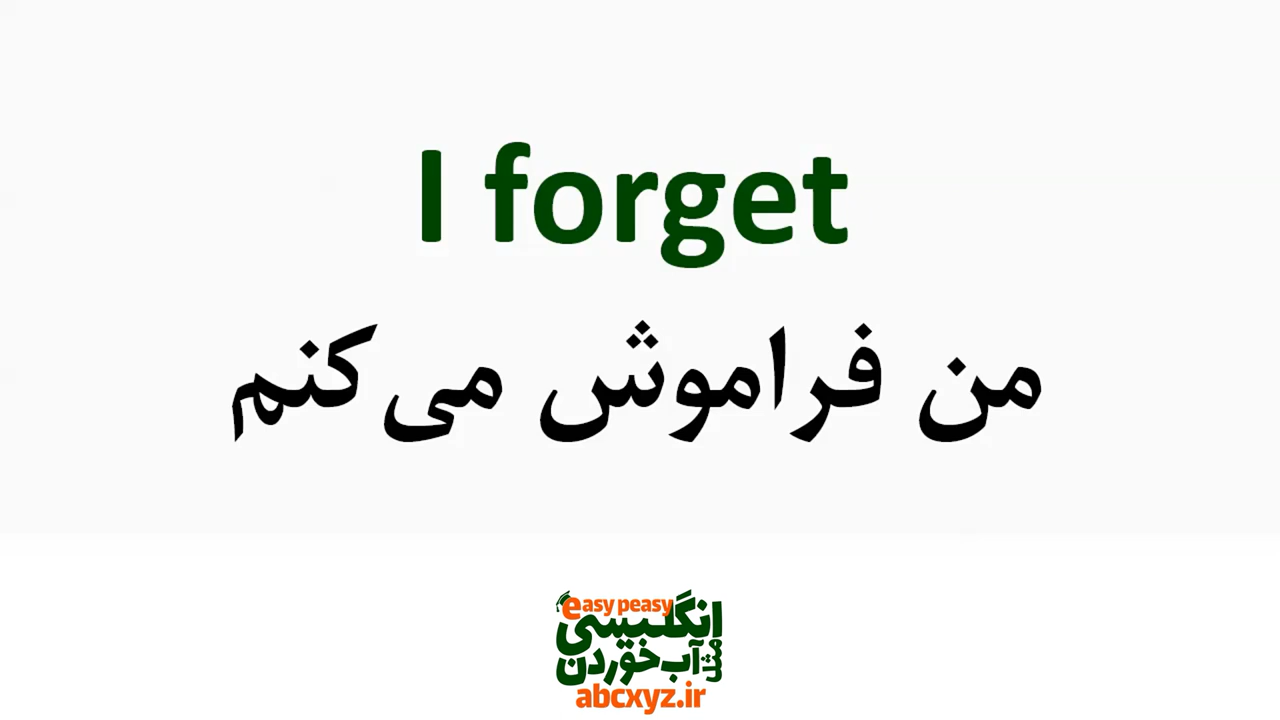 I forget
من فراموش می‌کنم
easy peasy
انگلیسی
مثل آب خوردن
abcxyz.ir